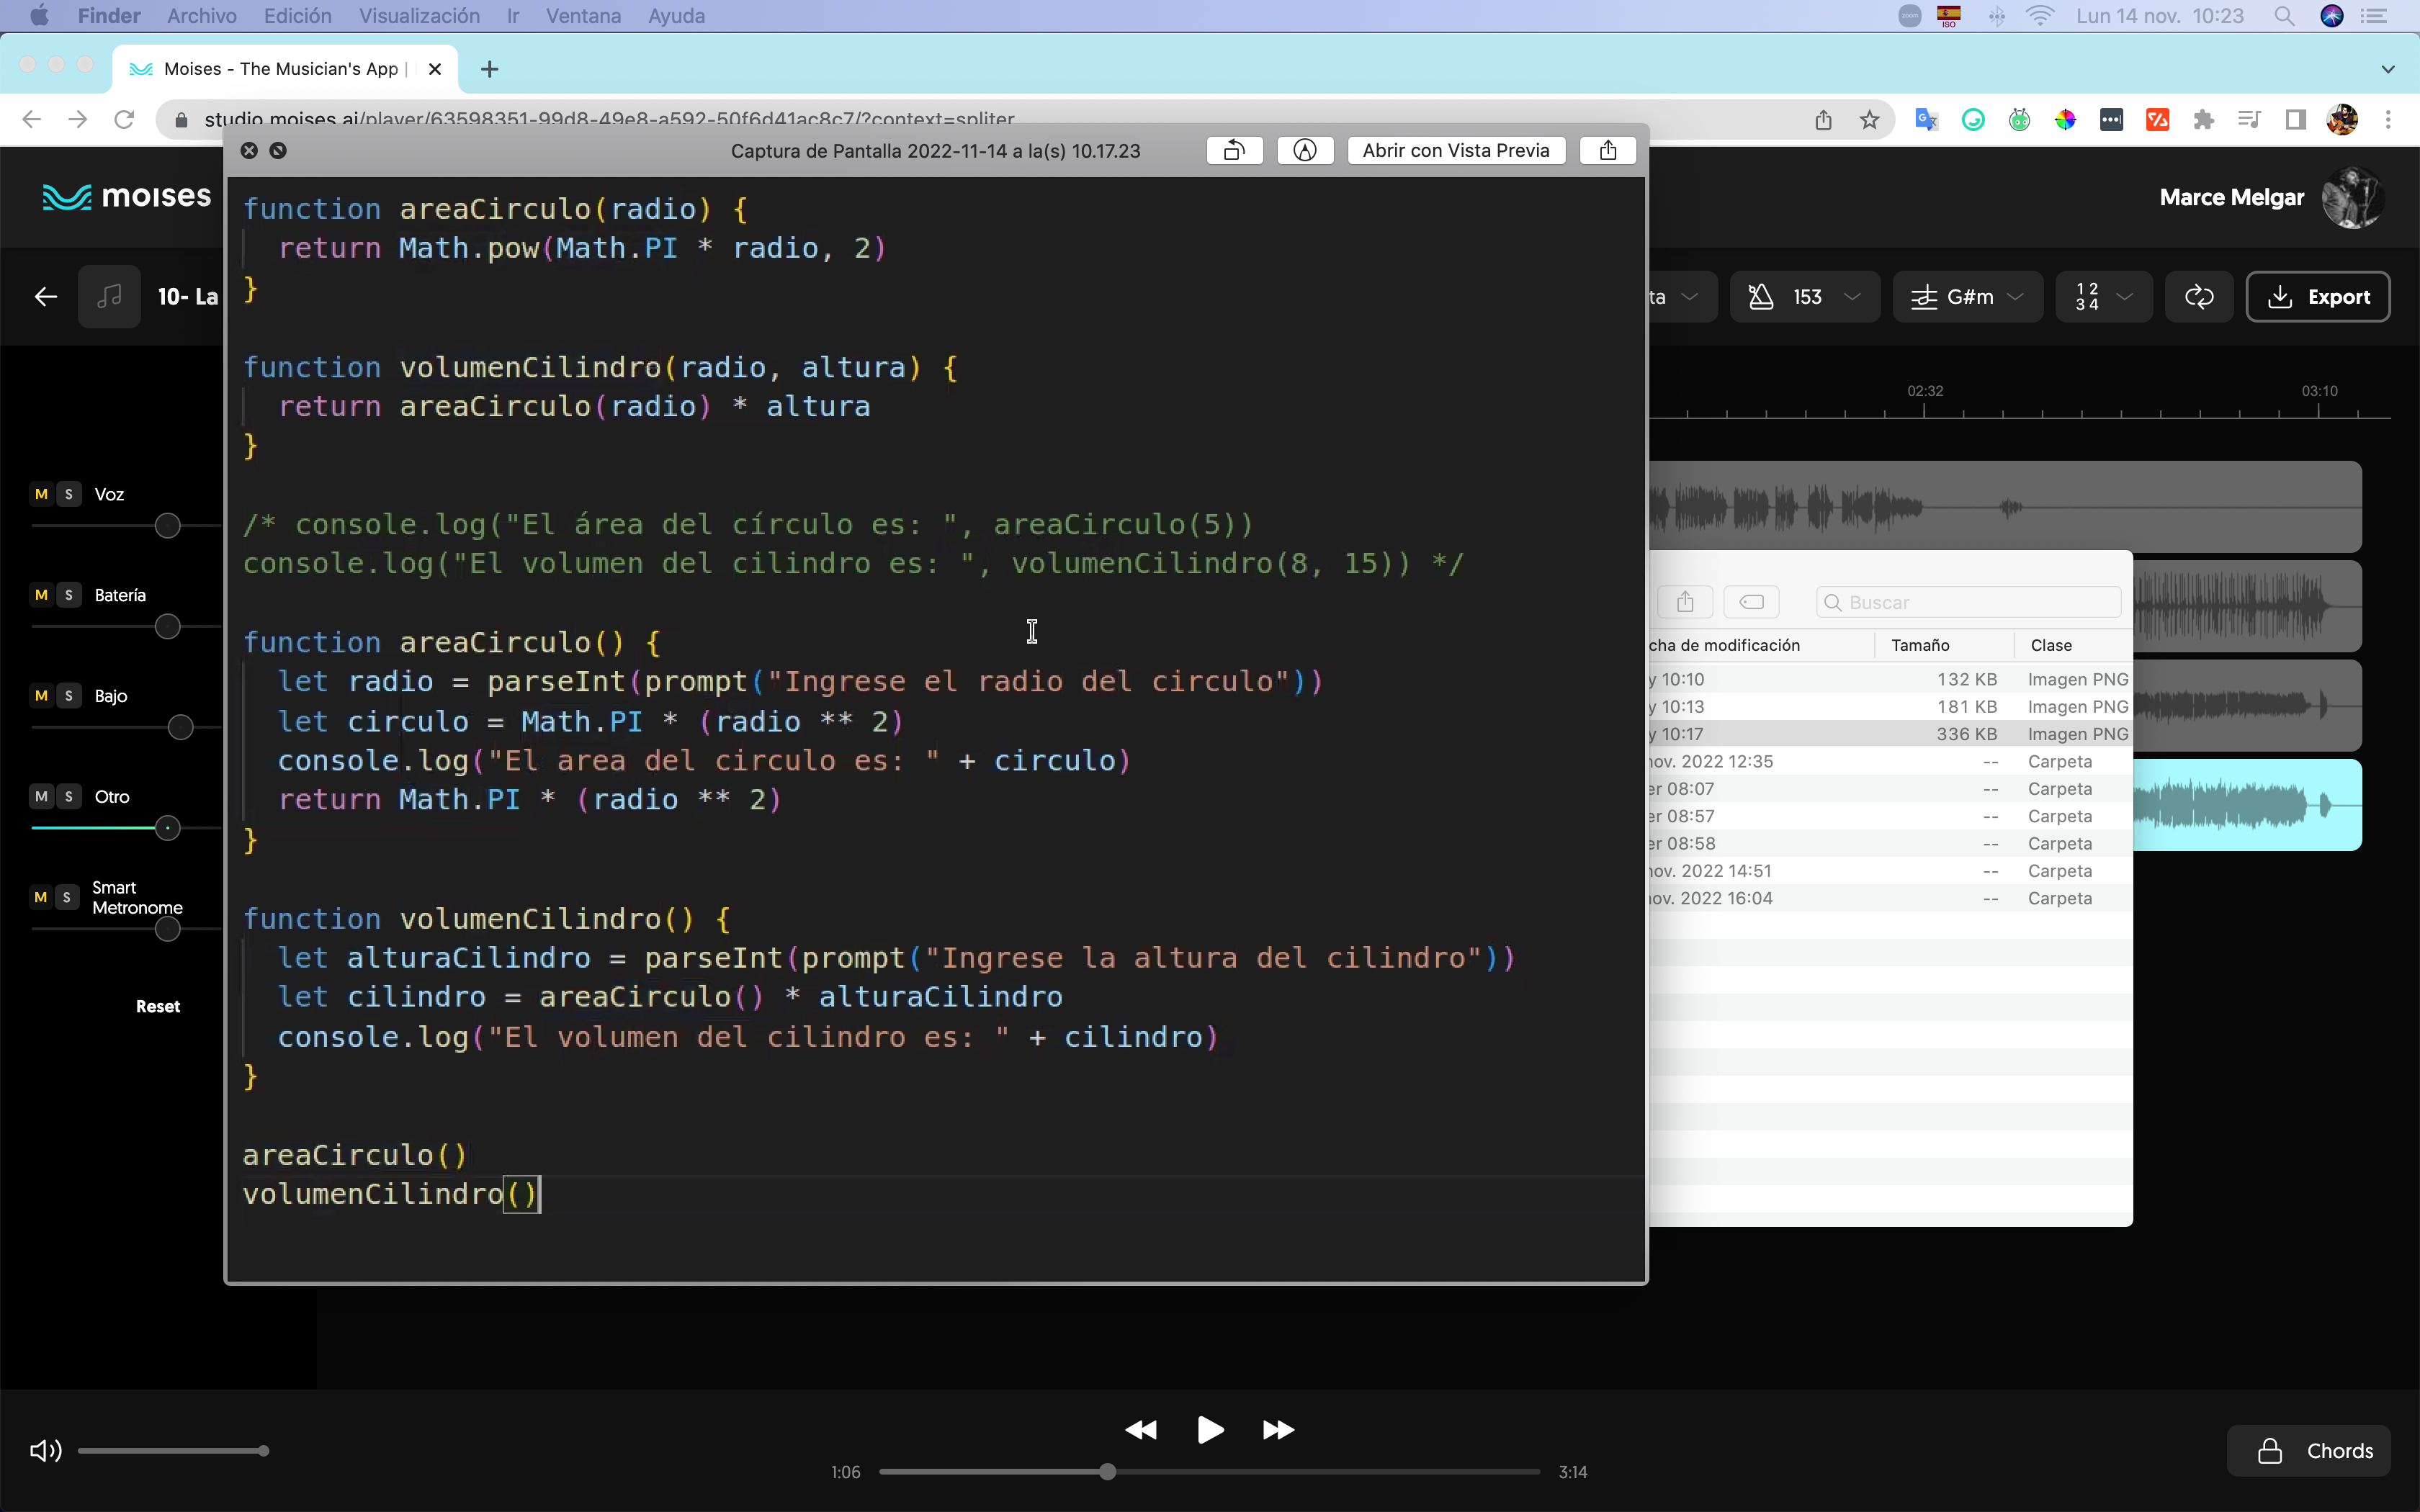 Finder Archivo Edición Visualización Ir Ventana Ayuda
zoom ISO Lun 14 nov. 10:23
Moises - The Musician's App |
studio.moises.ai/player/63598351-99d8-49e8-a592-50f6d41ac8c7/?context=spliter
Captura de Pantalla 2022-11-14 a la(s) 10.17.23
Abrir con Vista Previa
moises
Marce Melgar
10- La
ta
153
G#m
1 2
3 4
Export
function areaCirculo(radio) {
return Math.pow(Math.PI * radio, 2)
}
function volumenCilindro(radio, altura) {
return areaCirculo(radio) * altura
}
/* console.log("El área del círculo es: ", areaCirculo(5))
console.log("El volumen del cilindro es: ", volumenCilindro(8, 15)) */
function areaCirculo() {
let radio = parseInt(prompt("Ingrese el radio del circulo"))
let circulo = Math.PI * (radio ** 2)
console.log("El area del circulo es: " + circulo)
return Math.PI * (radio ** 2)
}
function volumenCilindro() {
let alturaCilindro = parseInt(prompt("Ingrese la altura del cilindro"))
let cilindro = areaCirculo() * alturaCilindro
console.log("El volumen del cilindro es: " + cilindro)
}
areaCirculo()
volumenCilindro()
M S Voz
M S Batería
M S Bajo
M S Otro
M S Smart
Metronome
Reset
02:32
03:10
Buscar
cha de modificación Tamaño Clase
y 10:10 132 KB Imagen PNG
y 10:13 181 KB Imagen PNG
y 10:17 336 KB Imagen PNG
nov. 2022 12:35 -- Carpeta
er 08:07 -- Carpeta
er 08:57 -- Carpeta
er 08:58 -- Carpeta
nov. 2022 14:51 -- Carpeta
nov. 2022 16:04 -- Carpeta
1:06
3:14
Chords